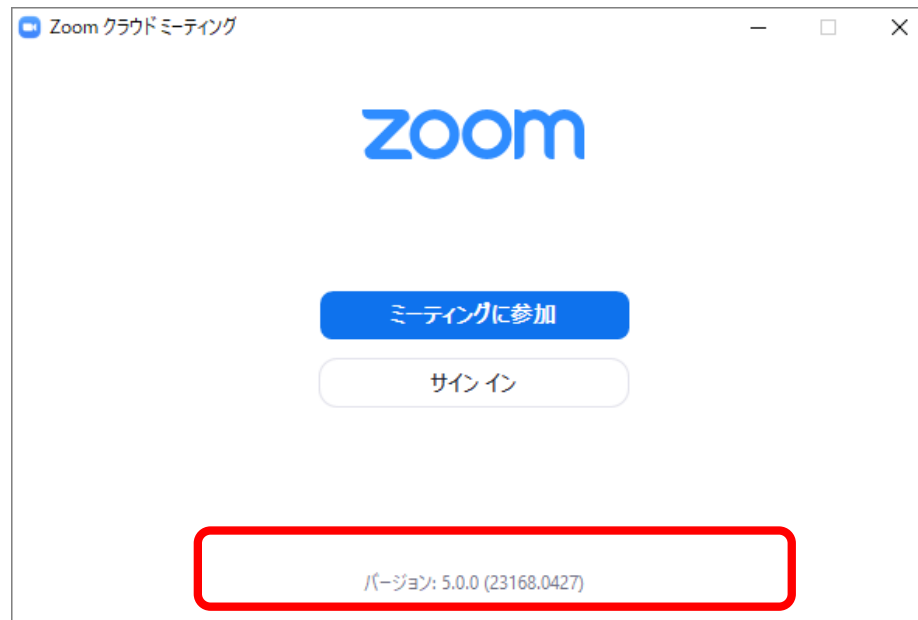 Zoom クラウド ミーティング
zoom
ミーティングに参加
サイン イン
バージョン: 5.0.0 (23168.0427)